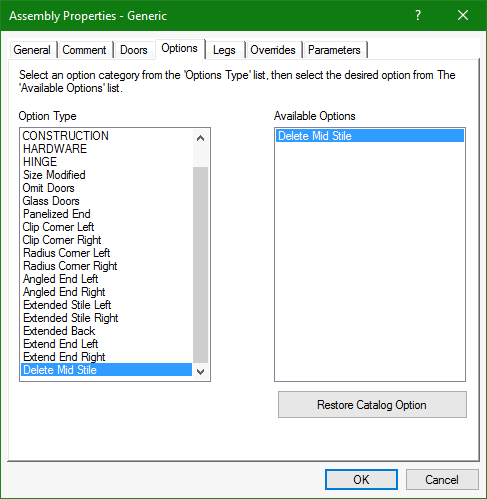 Assembly Properties - Generic
?
General Comment Doors Options Legs Overrides Parameters
Select an option category from the 'Options Type' list, then select the desired option from The
'Available Options' list.
Option Type
CONSTRUCTION
HARDWARE
HINGE
Size Modified
Omit Doors
Glass Doors
Panelized End
Clip Corner Left
Clip Corner Right
Radius Corner Left
Radius Corner Right
Angled End Left
Angled End Right
Extended Stile Left
Extended Stile Right
Extended Back
Extend End Left
Extend End Right
Delete Mid Stile
Available Options
Delete Mid Stile
Restore Catalog Option
OK Cancel